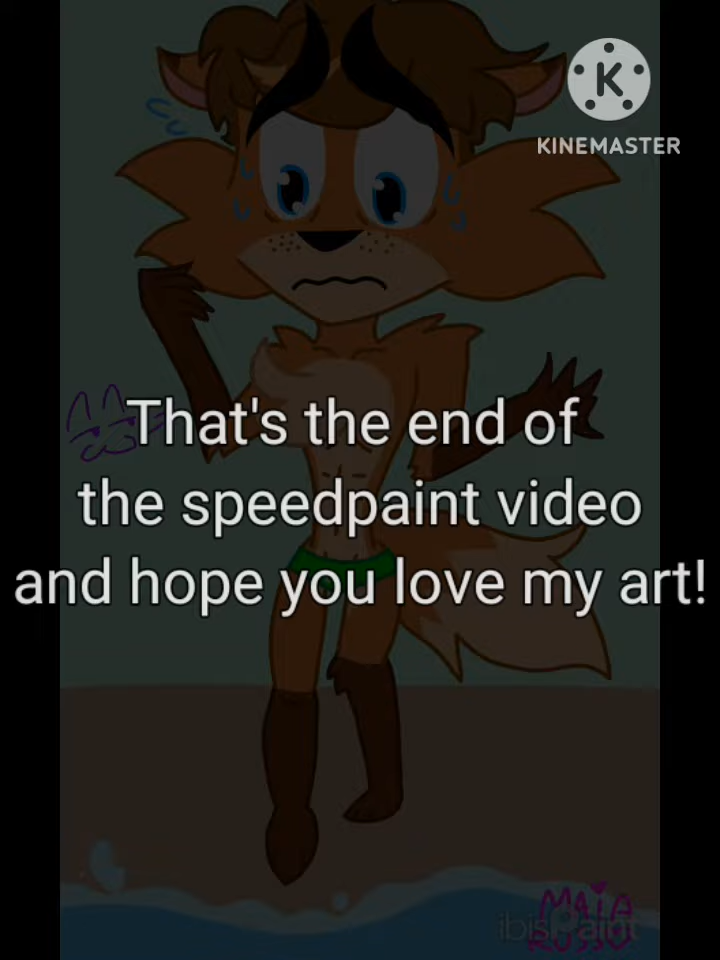 KINEMASTER
That's the end of
the speedpaint video
and hope you love my art!
MAIA
ibisPaint
RUSSO